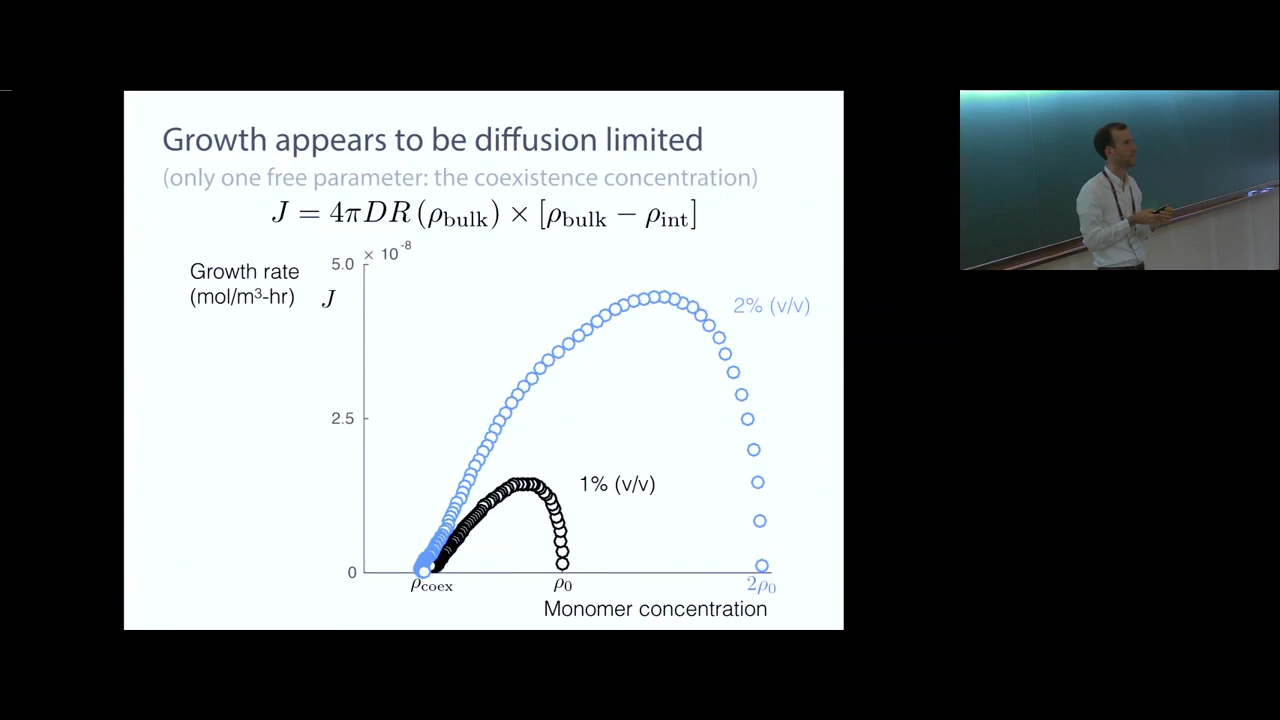 Growth appears to be diffusion limited
(only one free parameter: the coexistence concentration)
J = 4πDR (ρbulk) × [ρbulk − ρint]
5.0 × 10-8
Growth rate
(mol/m3-hr) J
2% (v/v)
2.5
1% (v/v)
0
ρcoex ρ0 2ρ0
Monomer concentration